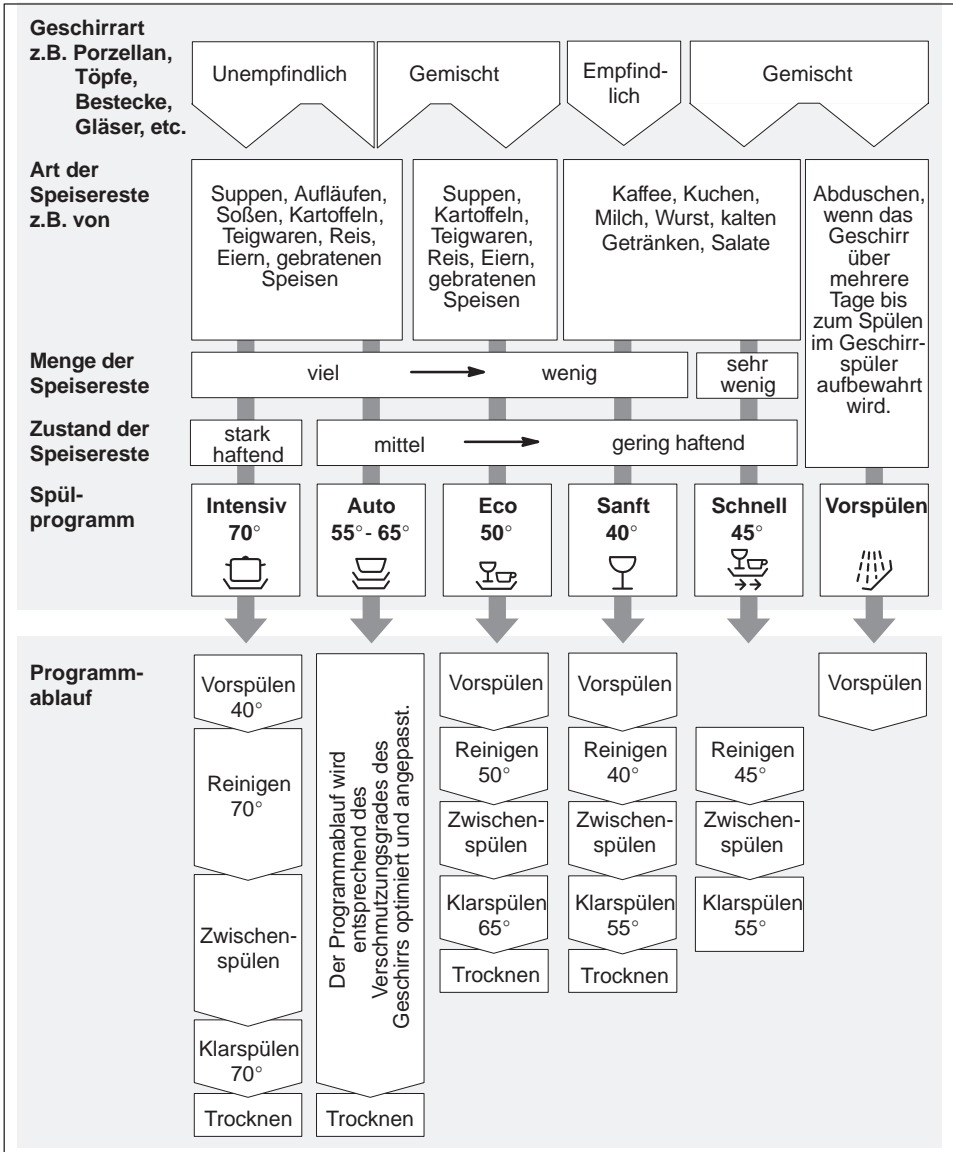 Geschirrart
z.B. Porzellan,
Töpfe,
Bestecke,
Gläser, etc.
Unempfindlich
Gemischt
Empfind-
lich
Gemischt
Art der
Speisereste
z.B. von
Suppen, Aufläufen,
Soßen, Kartoffeln,
Teigwaren, Reis,
Eiern, gebratenen
Speisen
Suppen,
Kartoffeln,
Teigwaren,
Reis, Eiern,
gebratenen
Speisen
Kaffee, Kuchen,
Milch, Wurst, kalten
Getränken, Salate
Abduschen,
wenn das
Geschirr
über
mehrere
Tage bis
zum Spülen
im Geschirr-
spüler
aufbewahrt
wird.
Menge der
Speisereste
viel
wenig
sehr
wenig
Zustand der
Speisereste
stark
haftend
mittel
gering haftend
Spül-
programm
Intensiv
70°
Auto
55°- 65°
Eco
50°
Sanft
40°
Schnell
45°
Vorspülen
Programm-
ablauf
Vorspülen
40°
Reinigen
70°
Zwischen-
spülen
Klarspülen
70°
Trocknen
Der Programmablauf wird
entsprechend des
Verschmutzungsgrades des
Geschirrs optimiert und angepasst.
Trocknen
Vorspülen
Reinigen
50°
Zwischen-
spülen
Klarspülen
65°
Trocknen
Vorspülen
Reinigen
40°
Zwischen-
spülen
Klarspülen
55°
Trocknen
Reinigen
45°
Zwischen-
spülen
Klarspülen
55°
Vorspülen